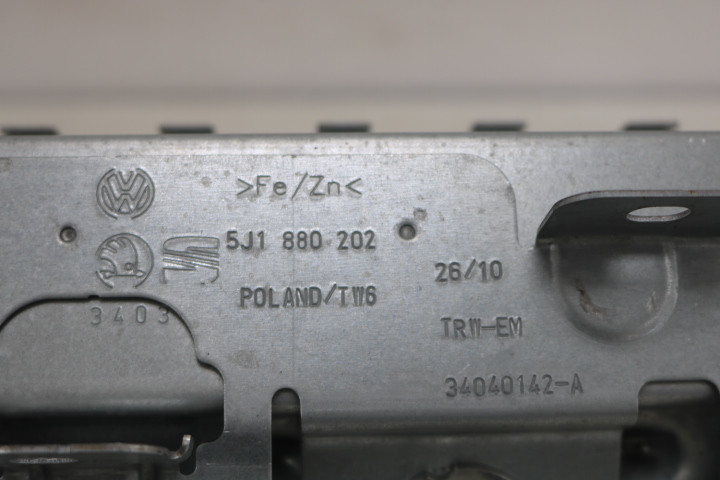 >Fe/Zn<
5J1 880 202
POLAND/TW6
3403
26/10
TRW-EM
34040142-A